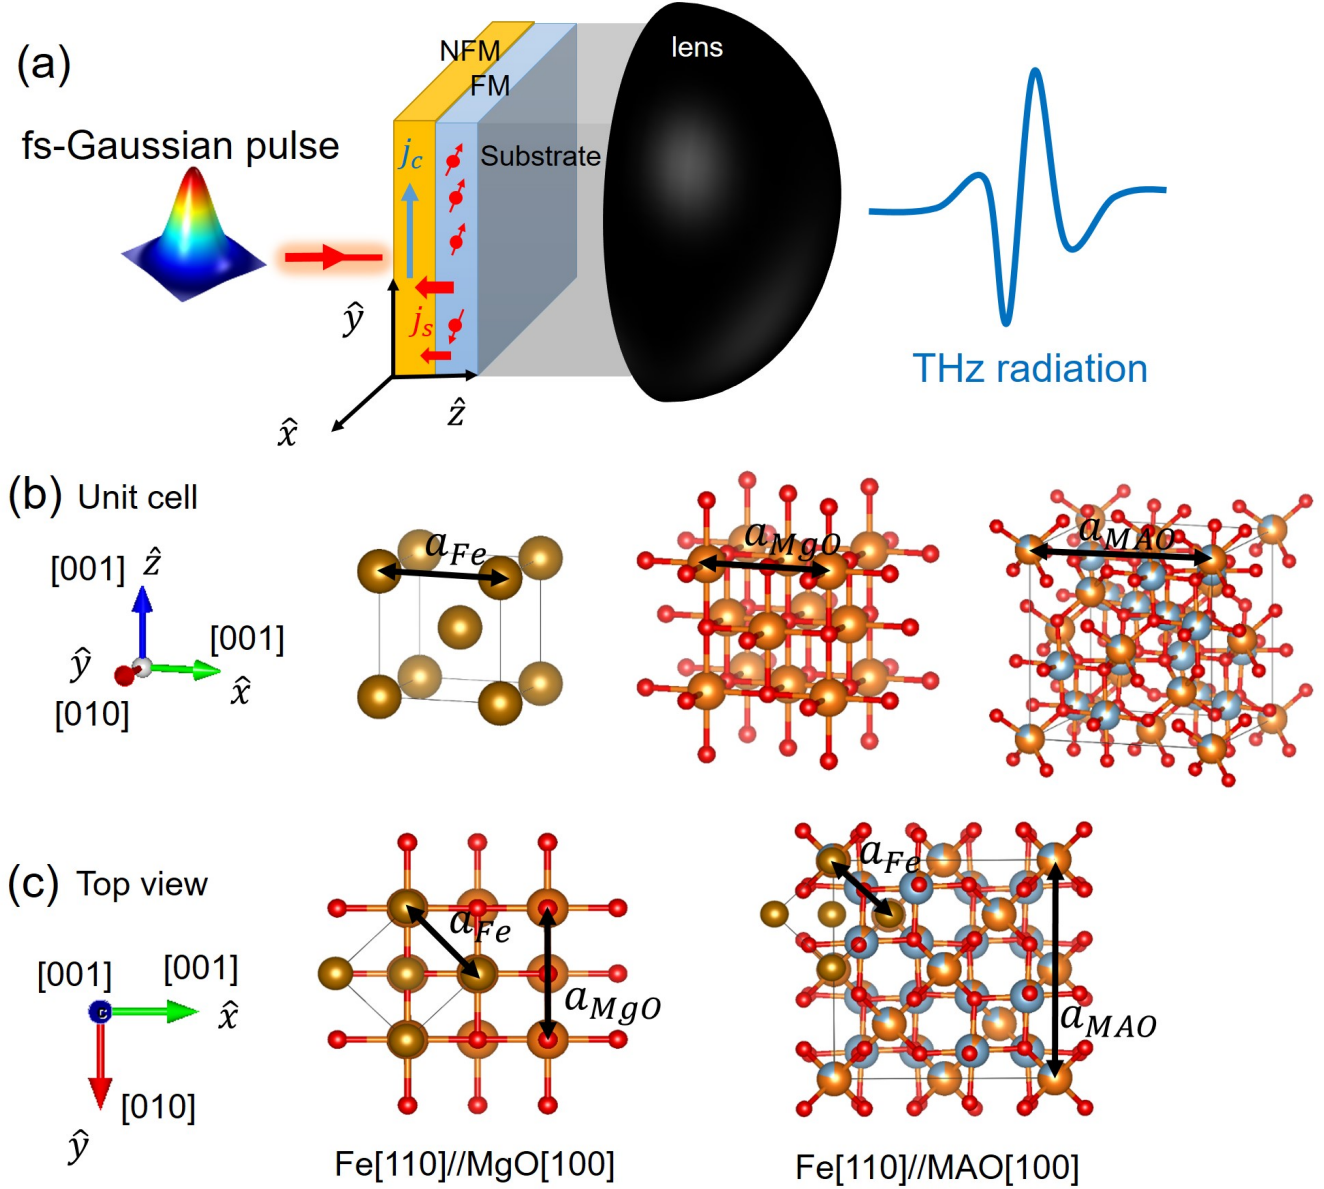 (a)
NFM
FM
lens
fs-Gaussian pulse
j_c
Substrate
j_s
ŷ
x̂
ẑ
THz radiation
(b) Unit cell
[001] ẑ
[001]
ŷ
x̂
[010]
a_Fe
a_MgO
a_MAO
(c) Top view
[001] [001]
c
x̂
[010]
ŷ
a_Fe
a_MgO
a_Fe
a_MAO
Fe[110]//MgO[100]
Fe[110]//MAO[100]